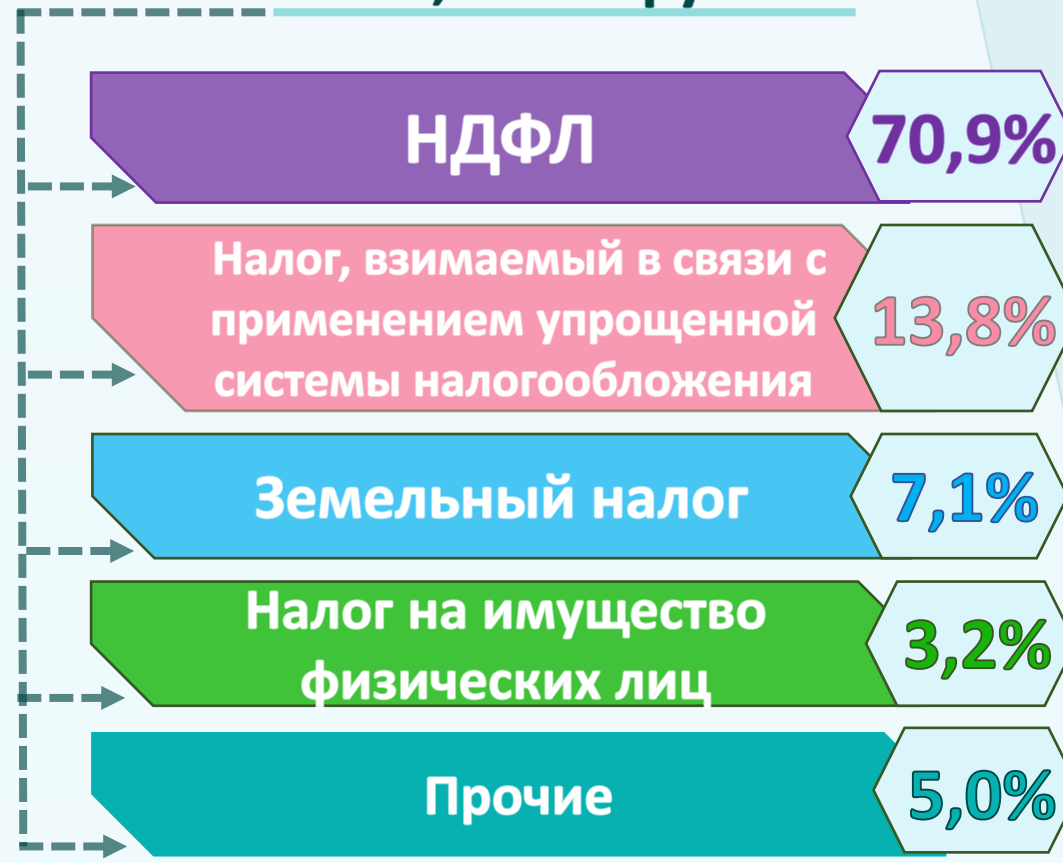 НДФЛ
70,9%
Налог, взимаемый в связи с
применением упрощенной
системы налогообложения
13,8%
Земельный налог
7,1%
Налог на имущество
физических лиц
3,2%
Прочие
5,0%